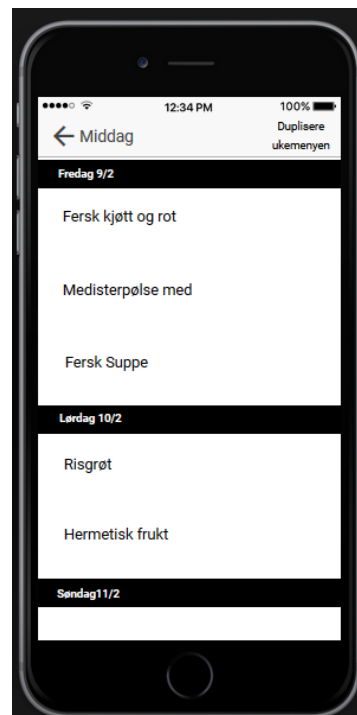 12:34 PM
100%
Middag
Duplisere
ukemenyen
Fredag 9/2
Fersk kjøtt og rot
Medisterpølse med
Fersk Suppe
Lørdag 10/2
Risgrøt
Hermetisk frukt
Søndag11/2